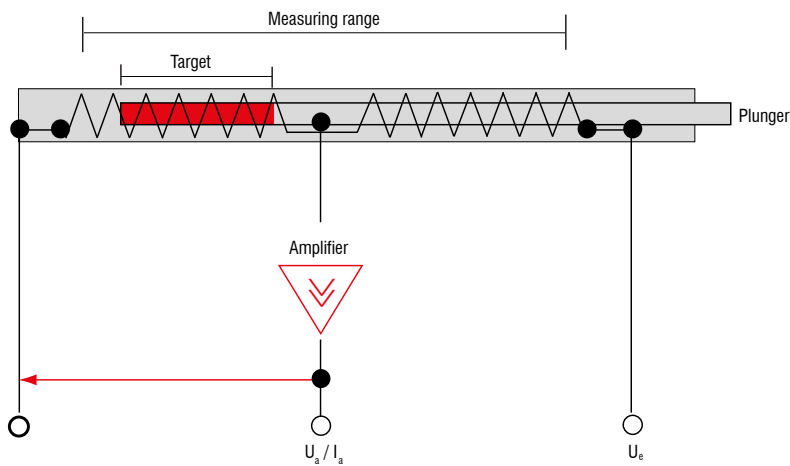 Measuring range
Target
Plunger
Amplifier
Uₐ / Iₐ
Uₑ